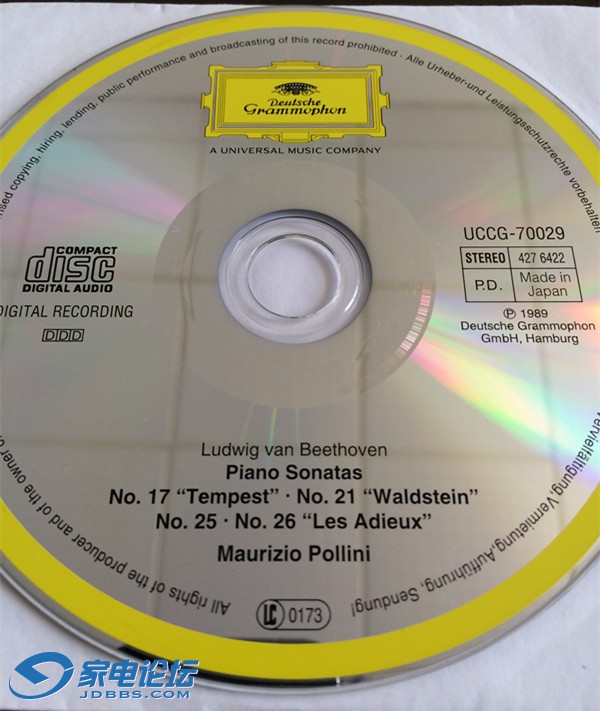 ised copying, hiring, lending, public performance and broadcasting of this record prohibited · Alle Urheber-und Leistungsschutzrechte vorbehalten
Deutsche
Grammophon
A UNIVERSAL MUSIC COMPANY
COMPACT
disc
DIGITAL AUDIO
DIGITAL RECORDING
DDD
UCCG-70029
STEREO 427 6422
P.D. Made in
Japan
℗ 1989
Deutsche Grammophon
GmbH, Hamburg
Ludwig van Beethoven
Piano Sonatas
No. 17 “Tempest” · No. 21 “Waldstein”
No. 25 · No. 26 “Les Adieux”
Maurizio Pollini
All rights of the producer and of the owner of
LC 0173
Vervielfältigung, Vermietung, Aufführung, Sendung!
家电论坛
JDBBS.COM